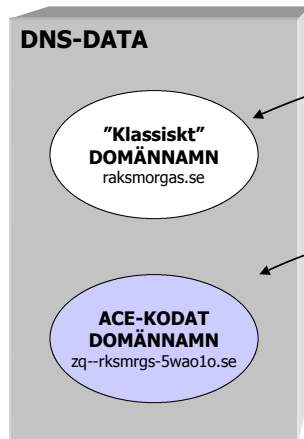 DNS-DATA
”Klassiskt”
DOMÄNNAMN
raksmorgas.se
ACE-KODAT
DOMÄNNAMN
zq--rksmrgs-5wao1o.se